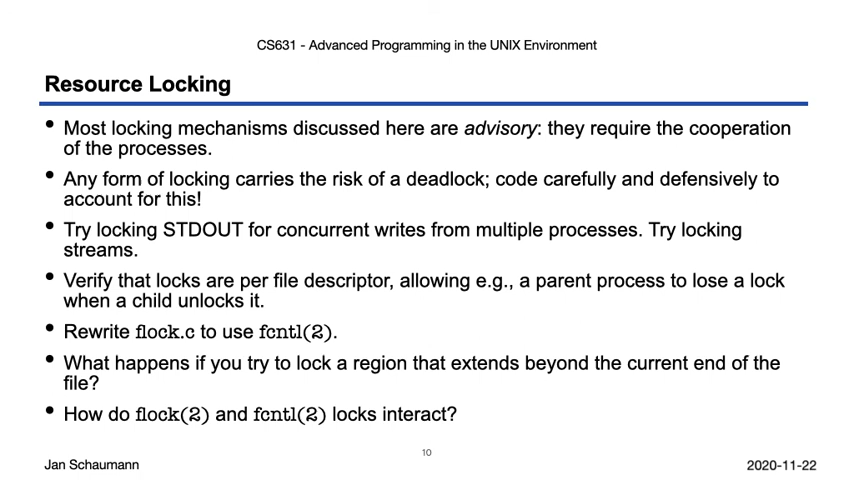 CS631 - Advanced Programming in the UNIX Environment
Resource Locking
• Most locking mechanisms discussed here are advisory: they require the cooperation
of the processes.
• Any form of locking carries the risk of a deadlock; code carefully and defensively to
account for this!
• Try locking STDOUT for concurrent writes from multiple processes. Try locking
streams.
• Verify that locks are per file descriptor, allowing e.g., a parent process to lose a lock
when a child unlocks it.
• Rewrite flock.c to use fcntl(2).
• What happens if you try to lock a region that extends beyond the current end of the
file?
• How do flock(2) and fcntl(2) locks interact?
10
Jan Schaumann
2020-11-22